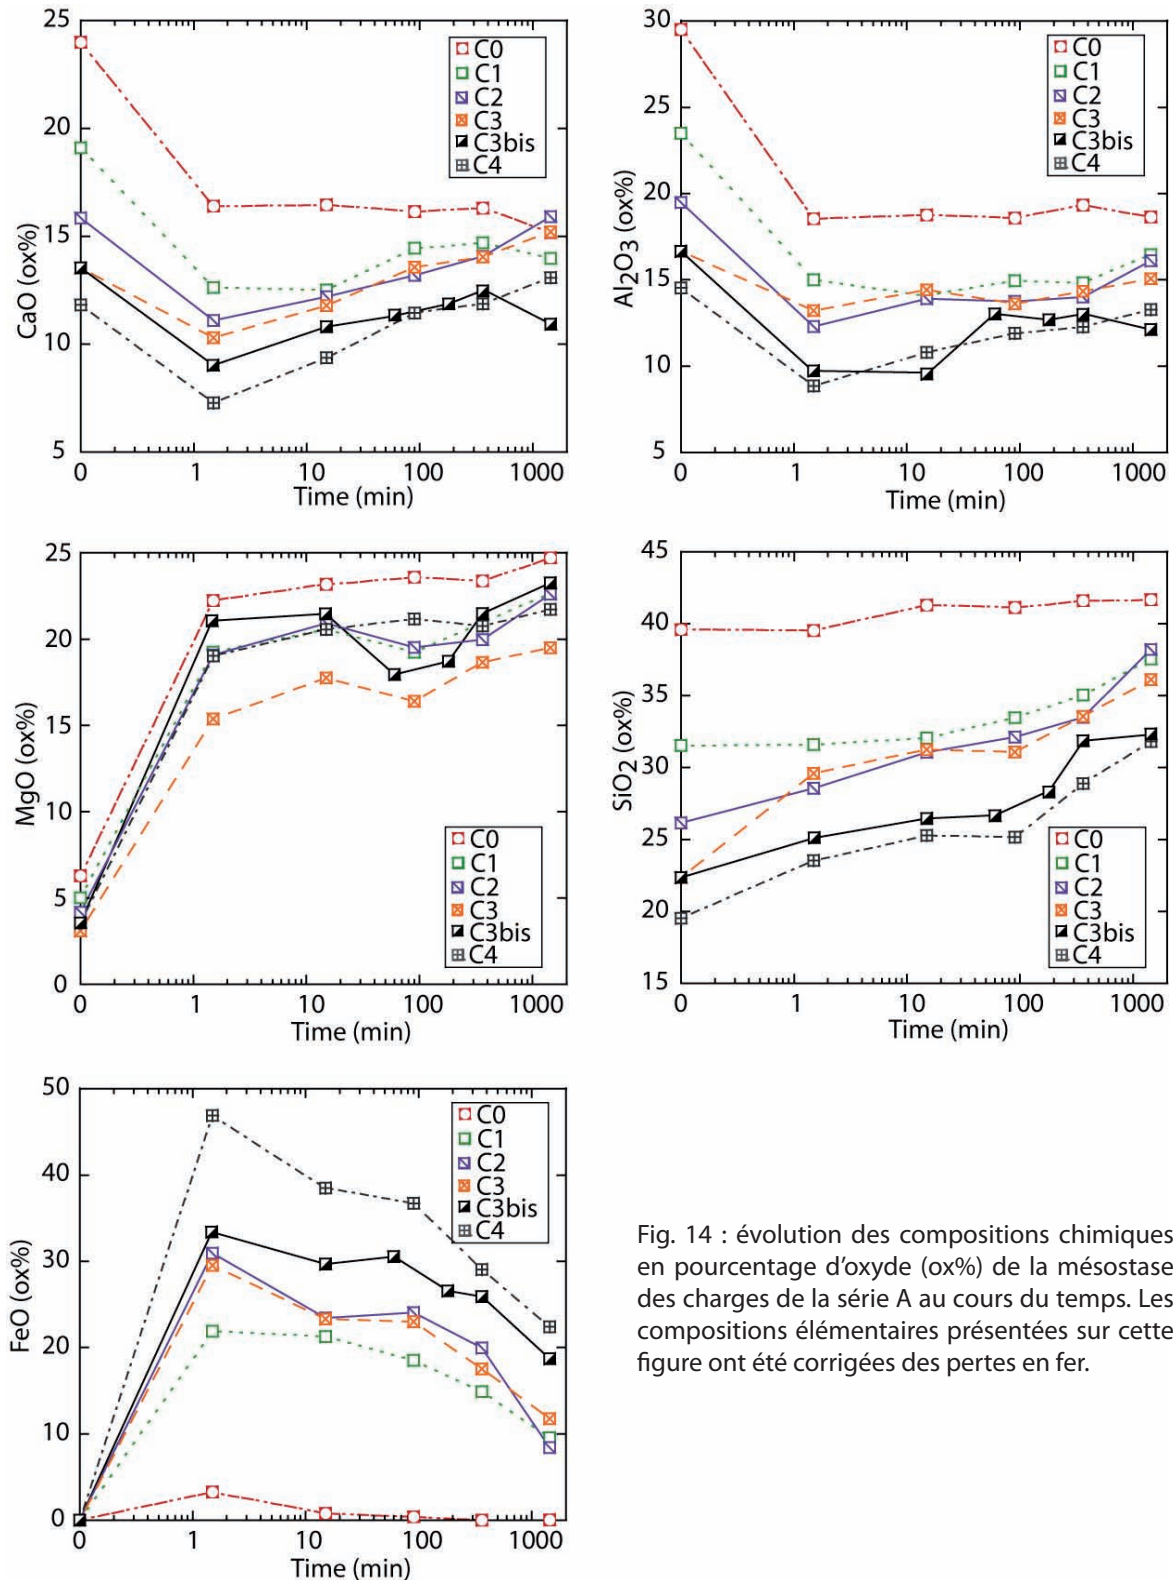 25
20
15
10
5
CaO (ox%)
0 1 10 100 1000
Time (min)
C0
C1
C2
C3
C3bis
C4
30
25
20
15
10
5
Al2O3 (ox%)
0 1 10 100 1000
Time (min)
C0
C1
C2
C3
C3bis
C4
25
20
15
10
5
0
MgO (ox%)
0 1 10 100 1000
Time (min)
C0
C1
C2
C3
C3bis
C4
45
40
35
30
25
20
15
SiO2 (ox%)
0 1 10 100 1000
Time (min)
C0
C1
C2
C3
C3bis
C4
50
40
30
20
10
0
FeO (ox%)
0 1 10 100 1000
Time (min)
C0
C1
C2
C3
C3bis
C4
Fig. 14 : évolution des compositions chimiques
en pourcentage d'oxyde (ox%) de la mésostase
des charges de la série A au cours du temps. Les
compositions élémentaires présentées sur cette
figure ont été corrigées des pertes en fer.